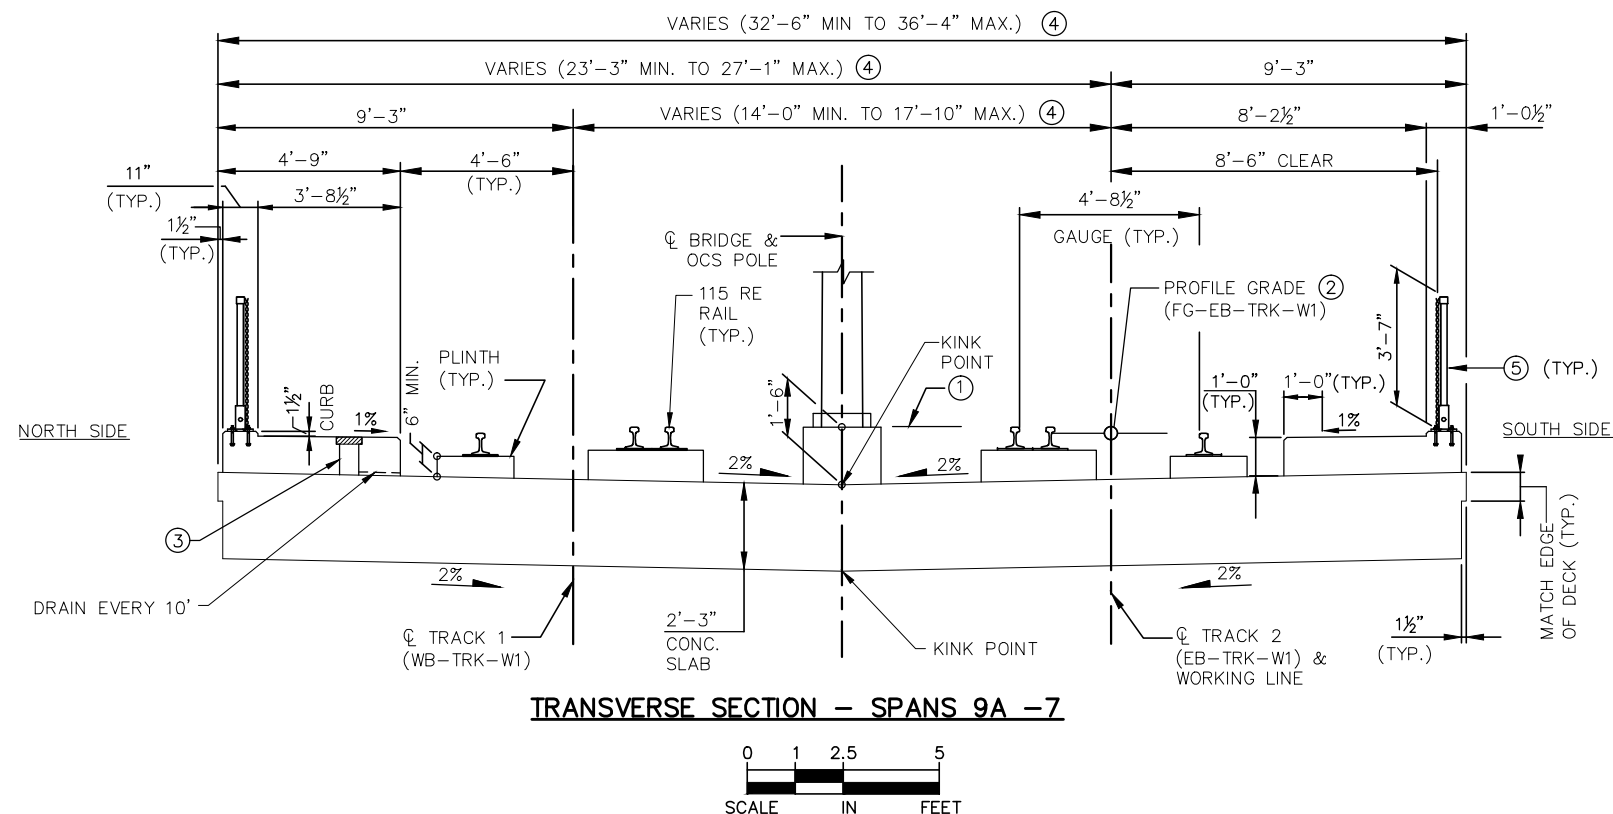 VARIES (32'-6" MIN TO 36'-4" MAX.) 4
VARIES (23'-3" MIN. TO 27'-1" MAX.) 4
9'-3"
9'-3"
VARIES (14'-0" MIN. TO 17'-10" MAX.) 4
8'-2½"
1'-0½"
4'-9"
4'-6"
(TYP.)
8'-6" CLEAR
11"
(TYP.)
3'-8½"
4'-8½"
GAUGE (TYP.)
1½"
(TYP.)
℄ BRIDGE &
OCS POLE
115 RE
RAIL
(TYP.)
PROFILE GRADE 2
(FG-EB-TRK-W1)
KINK
POINT
1
3'-7"
5 (TYP.)
PLINTH
(TYP.)
6" MIN.
1½"
CURB
1%
1'-6"
1'-0"
(TYP.)
1'-0"(TYP.)
1%
NORTH SIDE
SOUTH SIDE
2%
2%
3
MATCH EDGE
OF DECK (TYP.)
2%
2%
DRAIN EVERY 10'
℄ TRACK 1
(WB-TRK-W1)
2'-3"
CONC.
SLAB
KINK POINT
℄ TRACK 2
(EB-TRK-W1) &
WORKING LINE
1½"
(TYP.)
TRANSVERSE SECTION - SPANS 9A -7
0 1 2.5 5
SCALE IN FEET